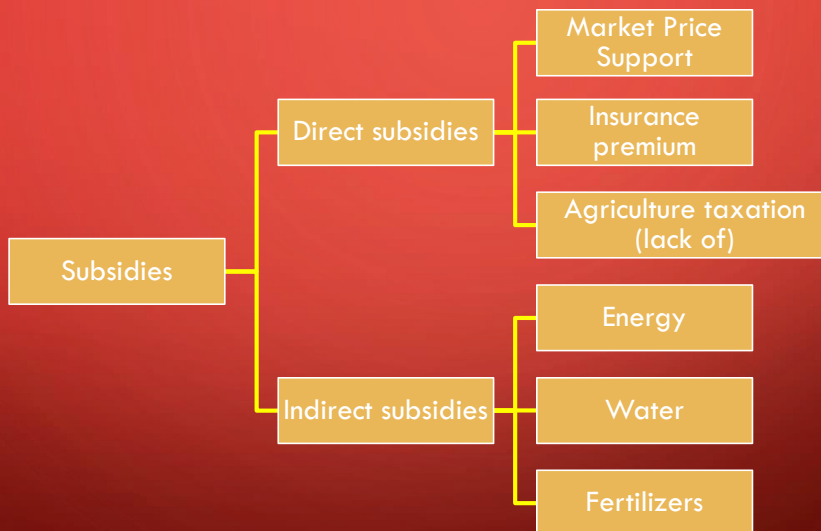 Subsidies
Direct subsidies
Market Price
Support
Insurance
premium
Agriculture taxation
(lack of)
Indirect subsidies
Energy
Water
Fertilizers